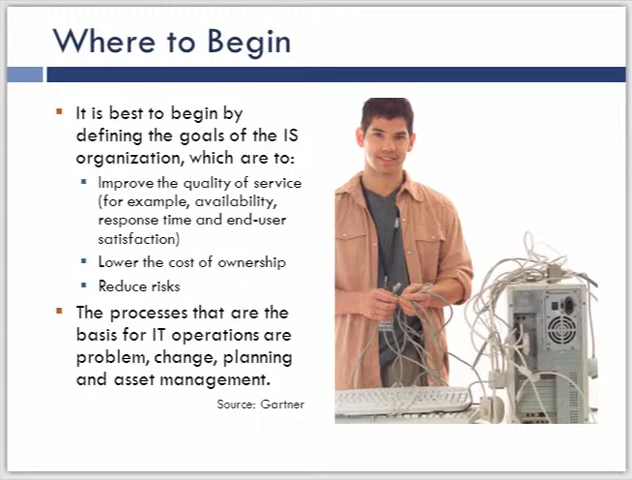 Where to Begin
It is best to begin by
defining the goals of the IS
organization, which are to:
Improve the quality of service
(for example, availability,
response time and end-user
satisfaction)
Lower the cost of ownership
Reduce risks
The processes that are the
basis for IT operations are
problem, change, planning
and asset management.
Source: Gartner